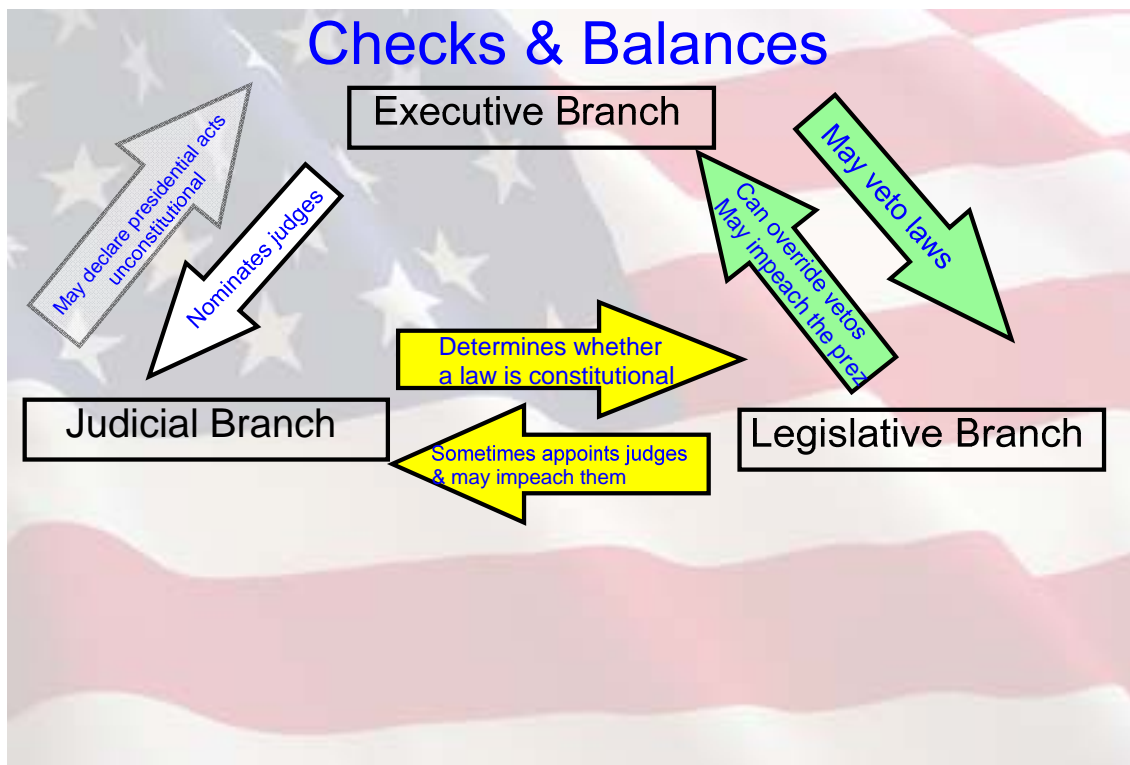 Checks & Balances
Executive Branch
May declare presidential acts
unconstitutional
Nominates judges
May veto laws
Can override vetos
May impeach the prez
Determines whether
a law is constitutional
Judicial Branch
Legislative Branch
Sometimes appoints judges
& may impeach them